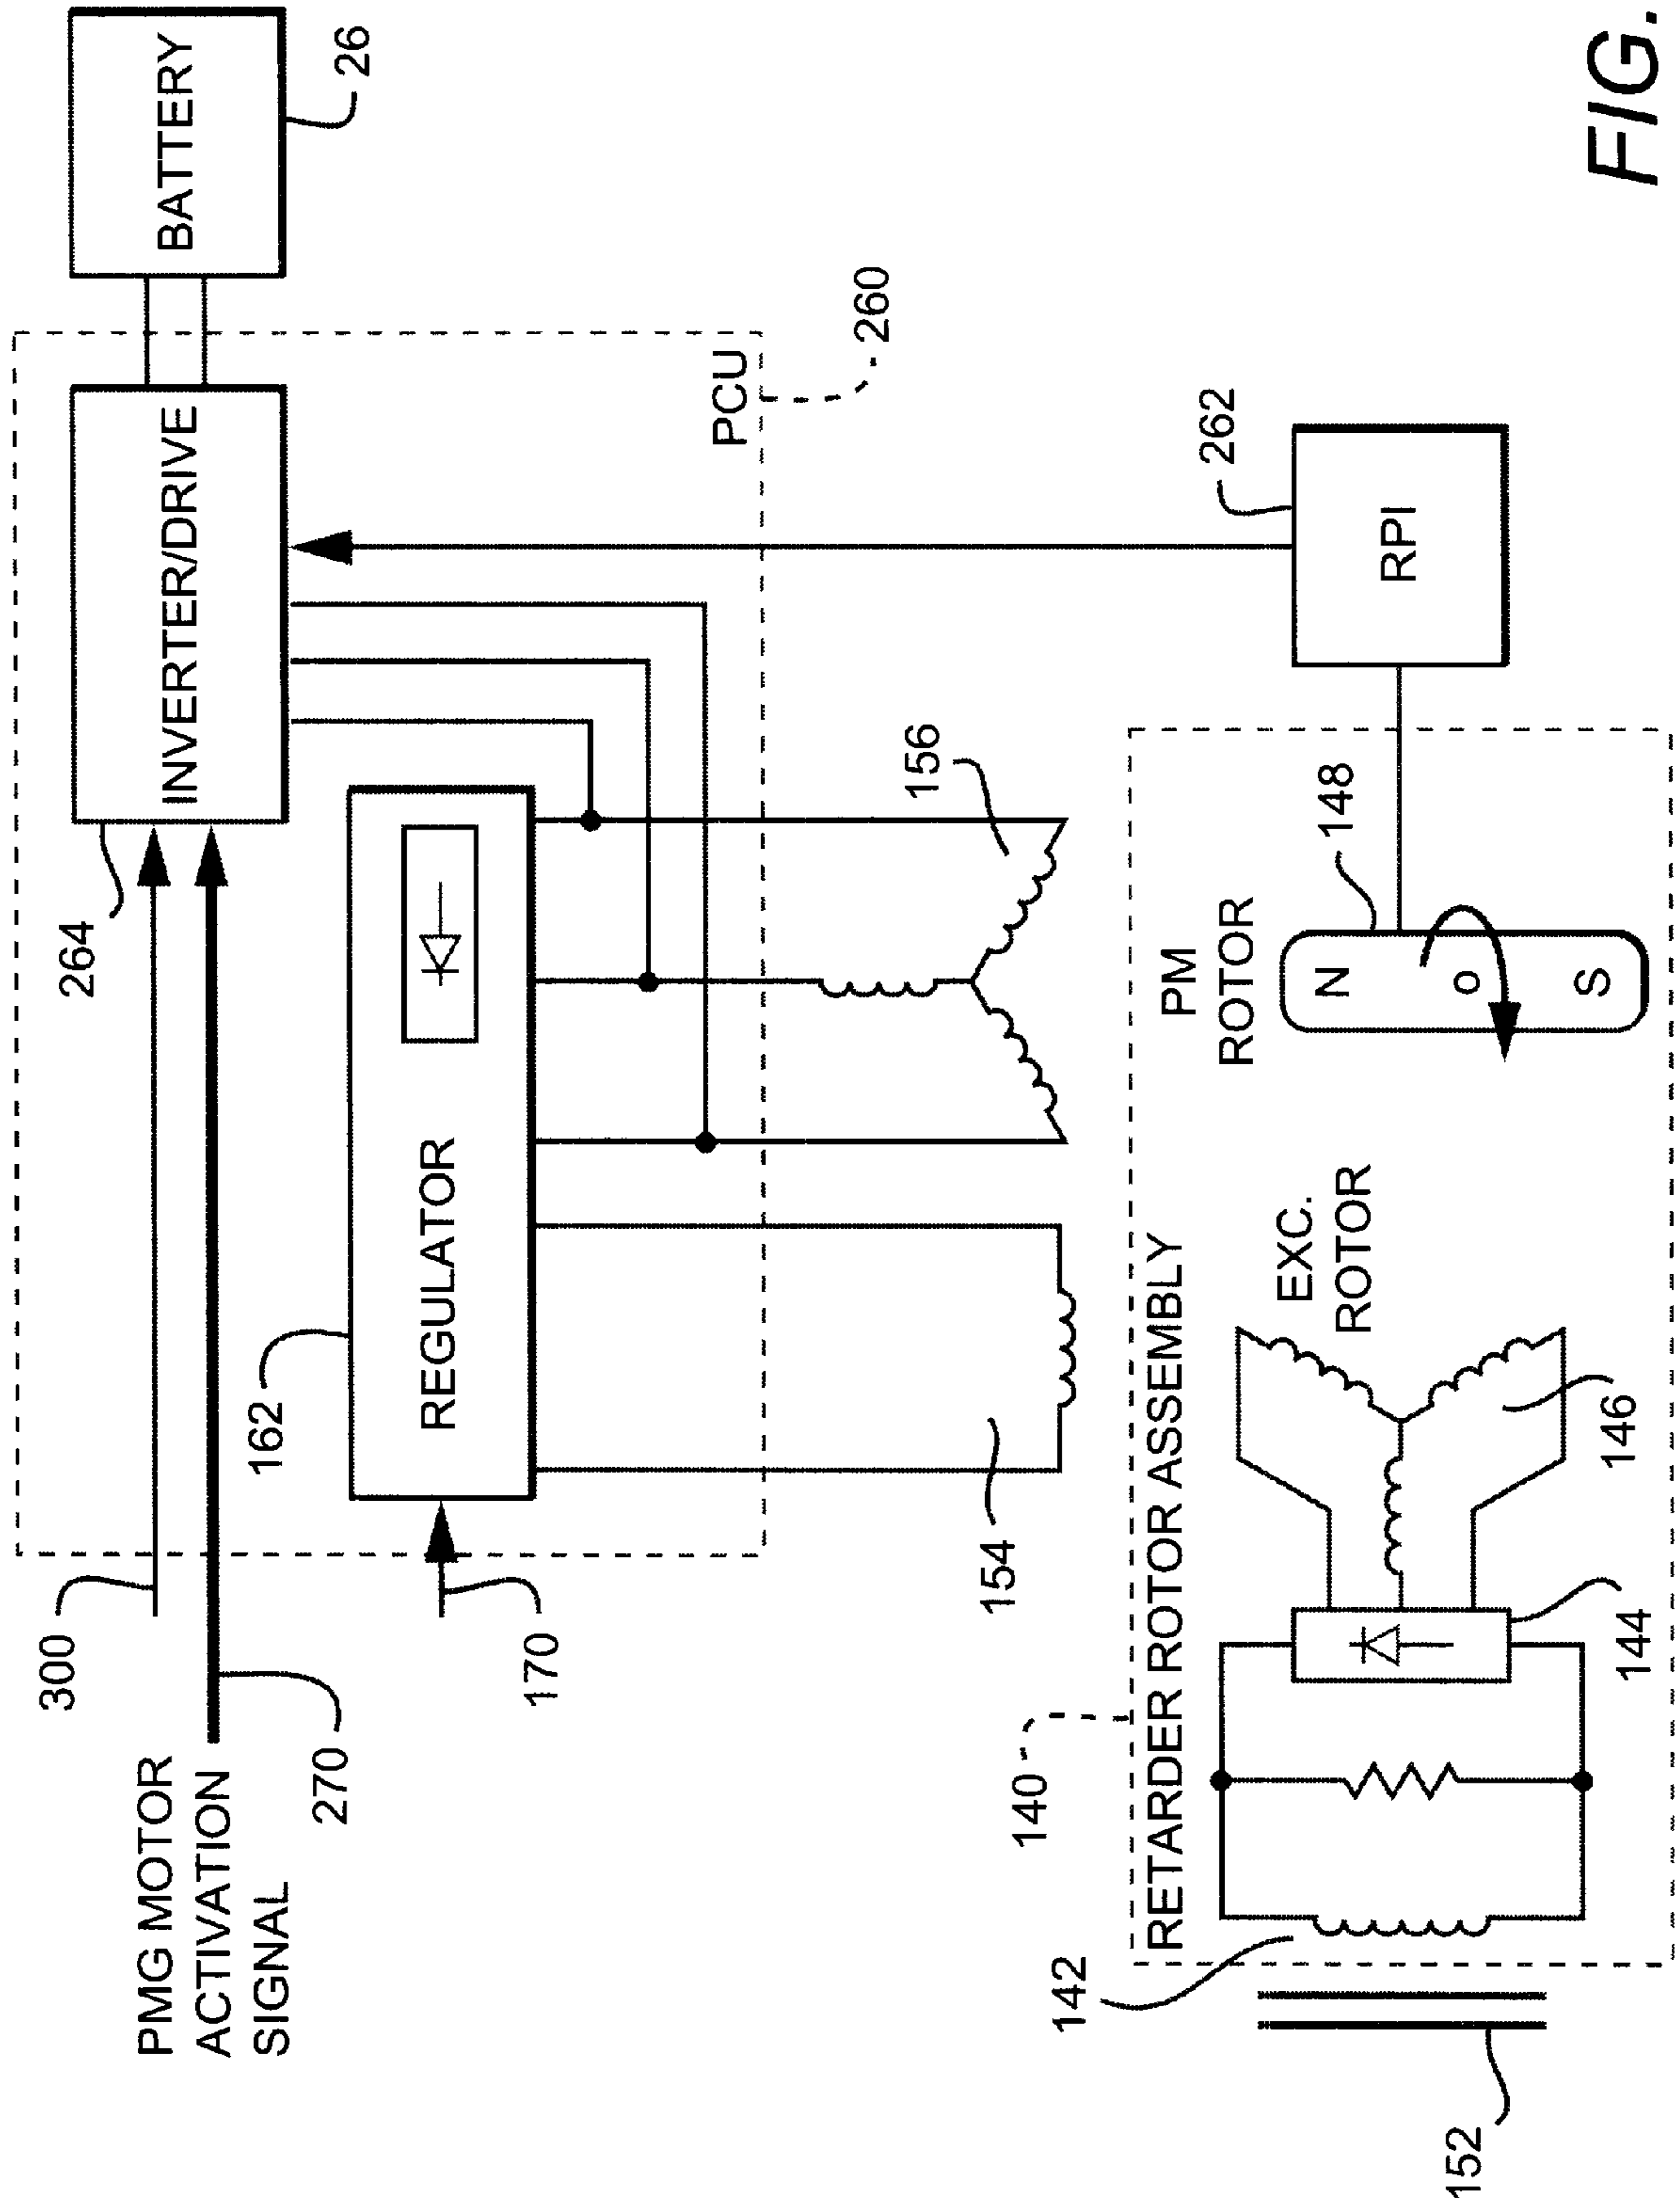 PMG MOTOR
ACTIVATION
SIGNAL
300
270
264
INVERTER/DRIVE
BATTERY
26
162
170
REGULATOR
PCU
260
154
156
262
RPI
140
RETARDER ROTOR ASSEMBLY
142
152
144
146
EXC.
ROTOR
PM
ROTOR
148
N
O
S
FIG.